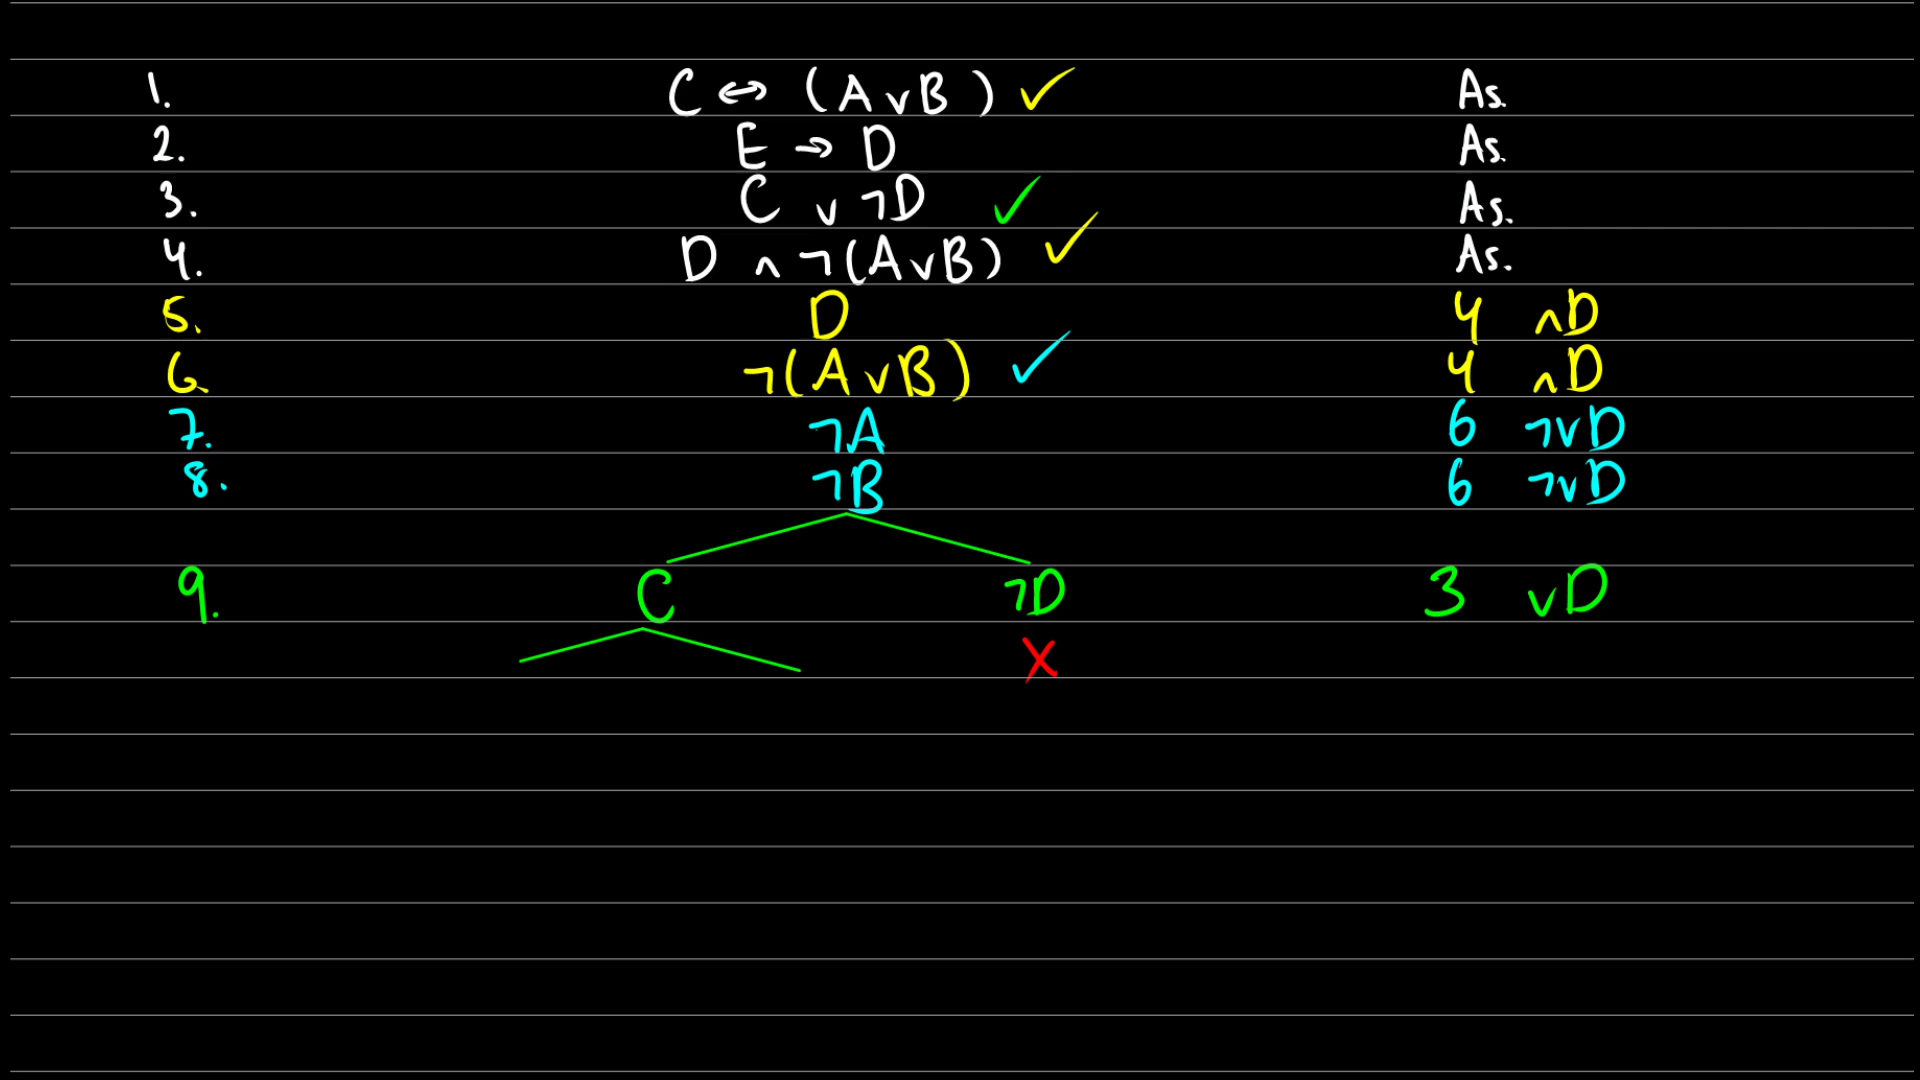 1. C ↔ (A ∨ B) ✓ As.
2. E → D As.
3. C ∨ ¬D ✓ As.
4. D ∧ ¬(A ∨ B) ✓ As.
5. D 4 ∧D
6. ¬(A ∨ B) ✓ 4 ∧D
7. ¬A 6 ¬∨D
8. ¬B 6 ¬∨D
9. C ¬D 3 ∨D
X